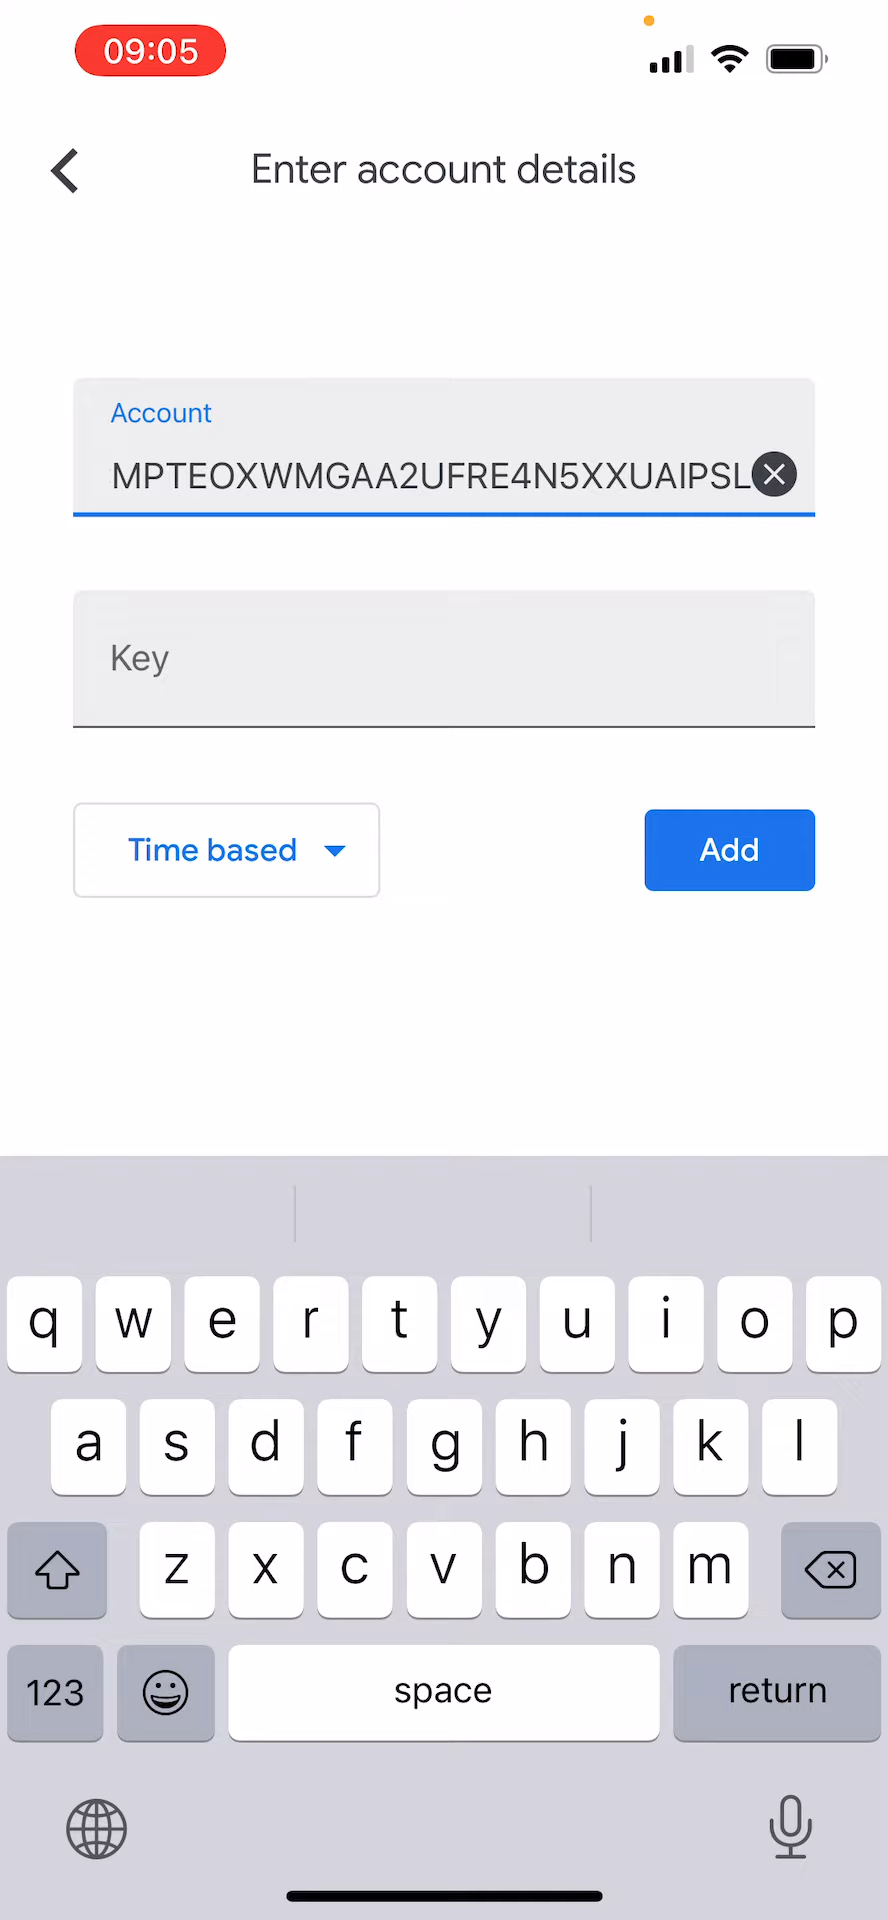 09:05
Enter account details
Account
MPTEOXWMGAA2UFRE4N5XXUAIPSL
Key
Time based
Add
q w e r t y u i o p
a s d f g h j k l
z x c v b n m
123 space return